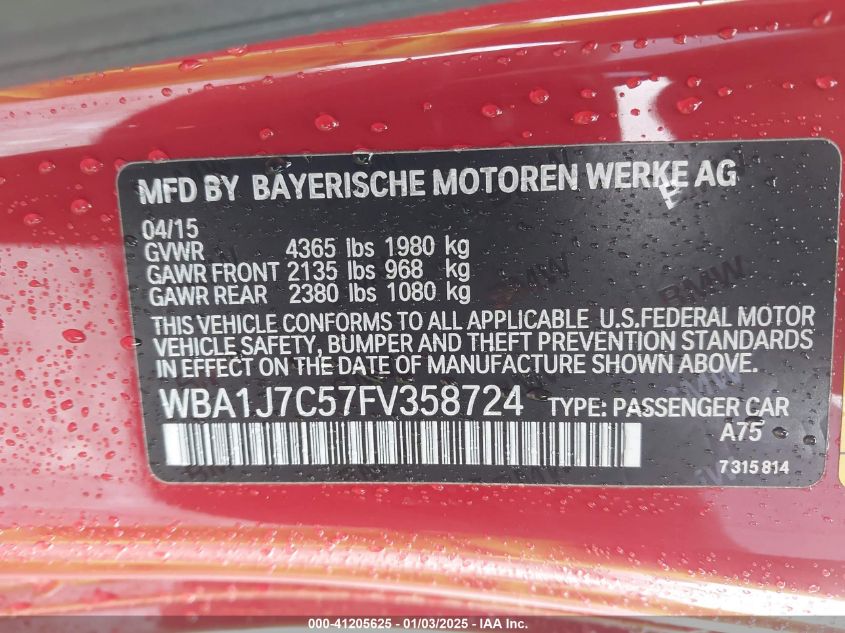 MFD BY BAYERISCHE MOTOREN WERKE AG
04/15
GVWR 4365 lbs 1980 kg
GAWR FRONT 2135 lbs 968 kg
GAWR REAR 2380 lbs 1080 kg
THIS VEHICLE CONFORMS TO ALL APPLICABLE U.S.FEDERAL MOTOR
VEHICLE SAFETY, BUMPER AND THEFT PREVENTION STANDARDS
IN EFFECT ON THE DATE OF MANUFACTURE SHOWN ABOVE.
WBA1J7C57FV358724 TYPE: PASSENGER CAR
A75
7315814
000-41205625 - 01/03/2025 - IAA Inc.